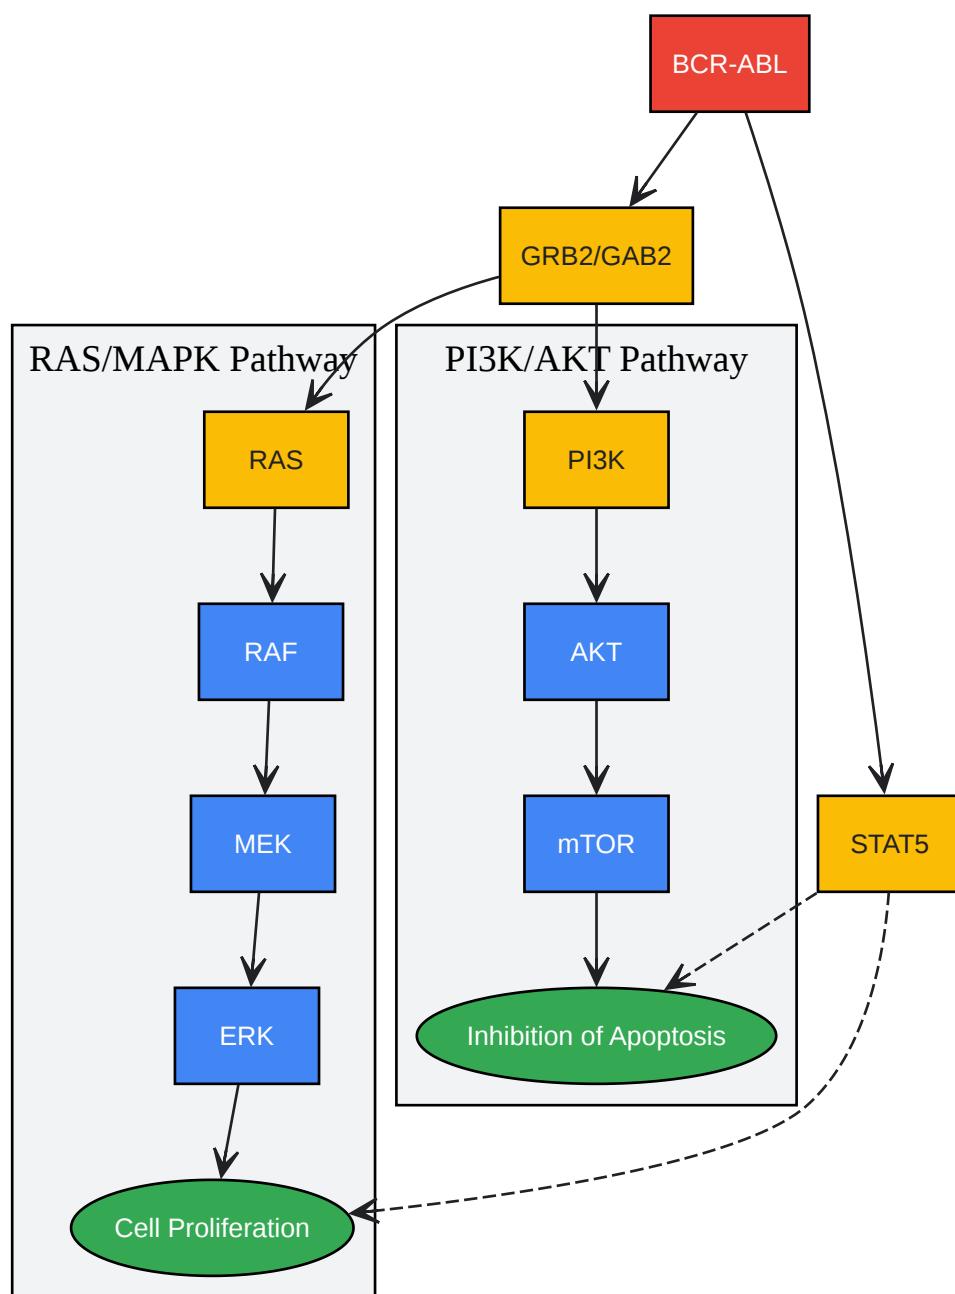 BCR-ABL
GRB2/GAB2
RAS/MAPK Pathway
PI3K/AKT Pathway
RAS
PI3K
RAF
AKT
MEK
mTOR
STAT5
ERK
Inhibition of Apoptosis
Cell Proliferation